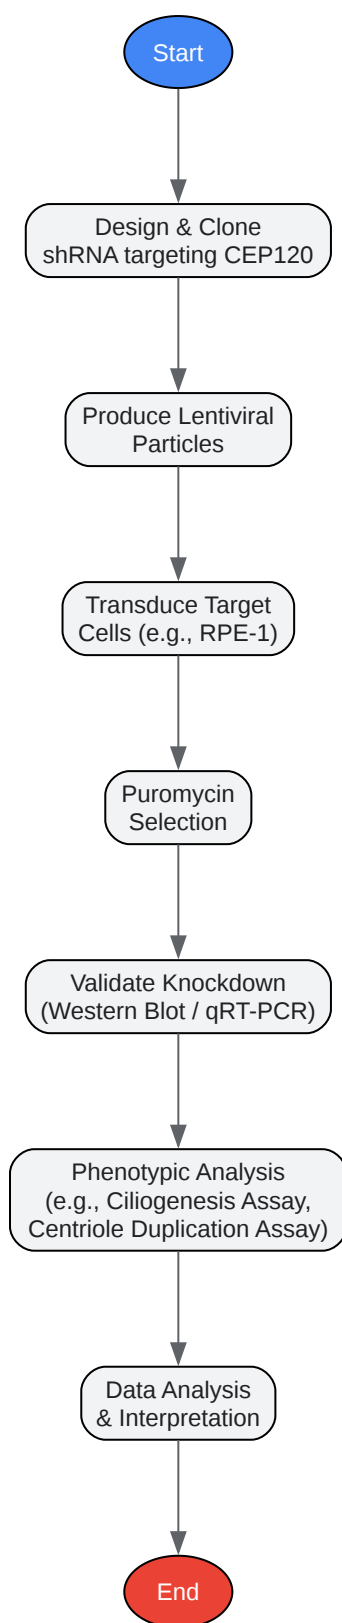 Start
Design & Clone
shRNA targeting CEP120
Produce Lentiviral
Particles
Transduce Target
Cells (e.g., RPE-1)
Puromycin
Selection
Validate Knockdown
(Western Blot / qRT-PCR)
Phenotypic Analysis
(e.g., Ciliogenesis Assay,
Centriole Duplication Assay)
Data Analysis
& Interpretation
End